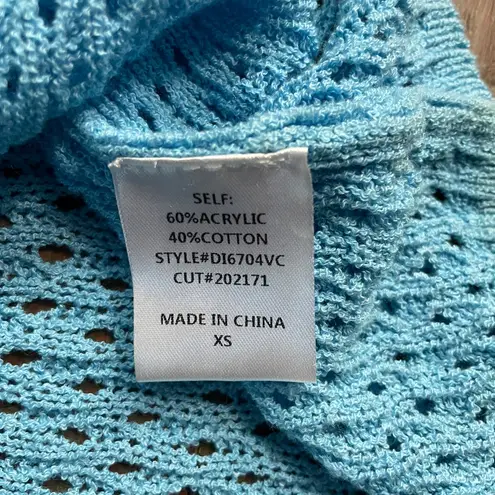 SELF:
60%ACRYLIC
40%COTTON
STYLE#DI6704VC
CUT#202171
MADE IN CHINA
XS